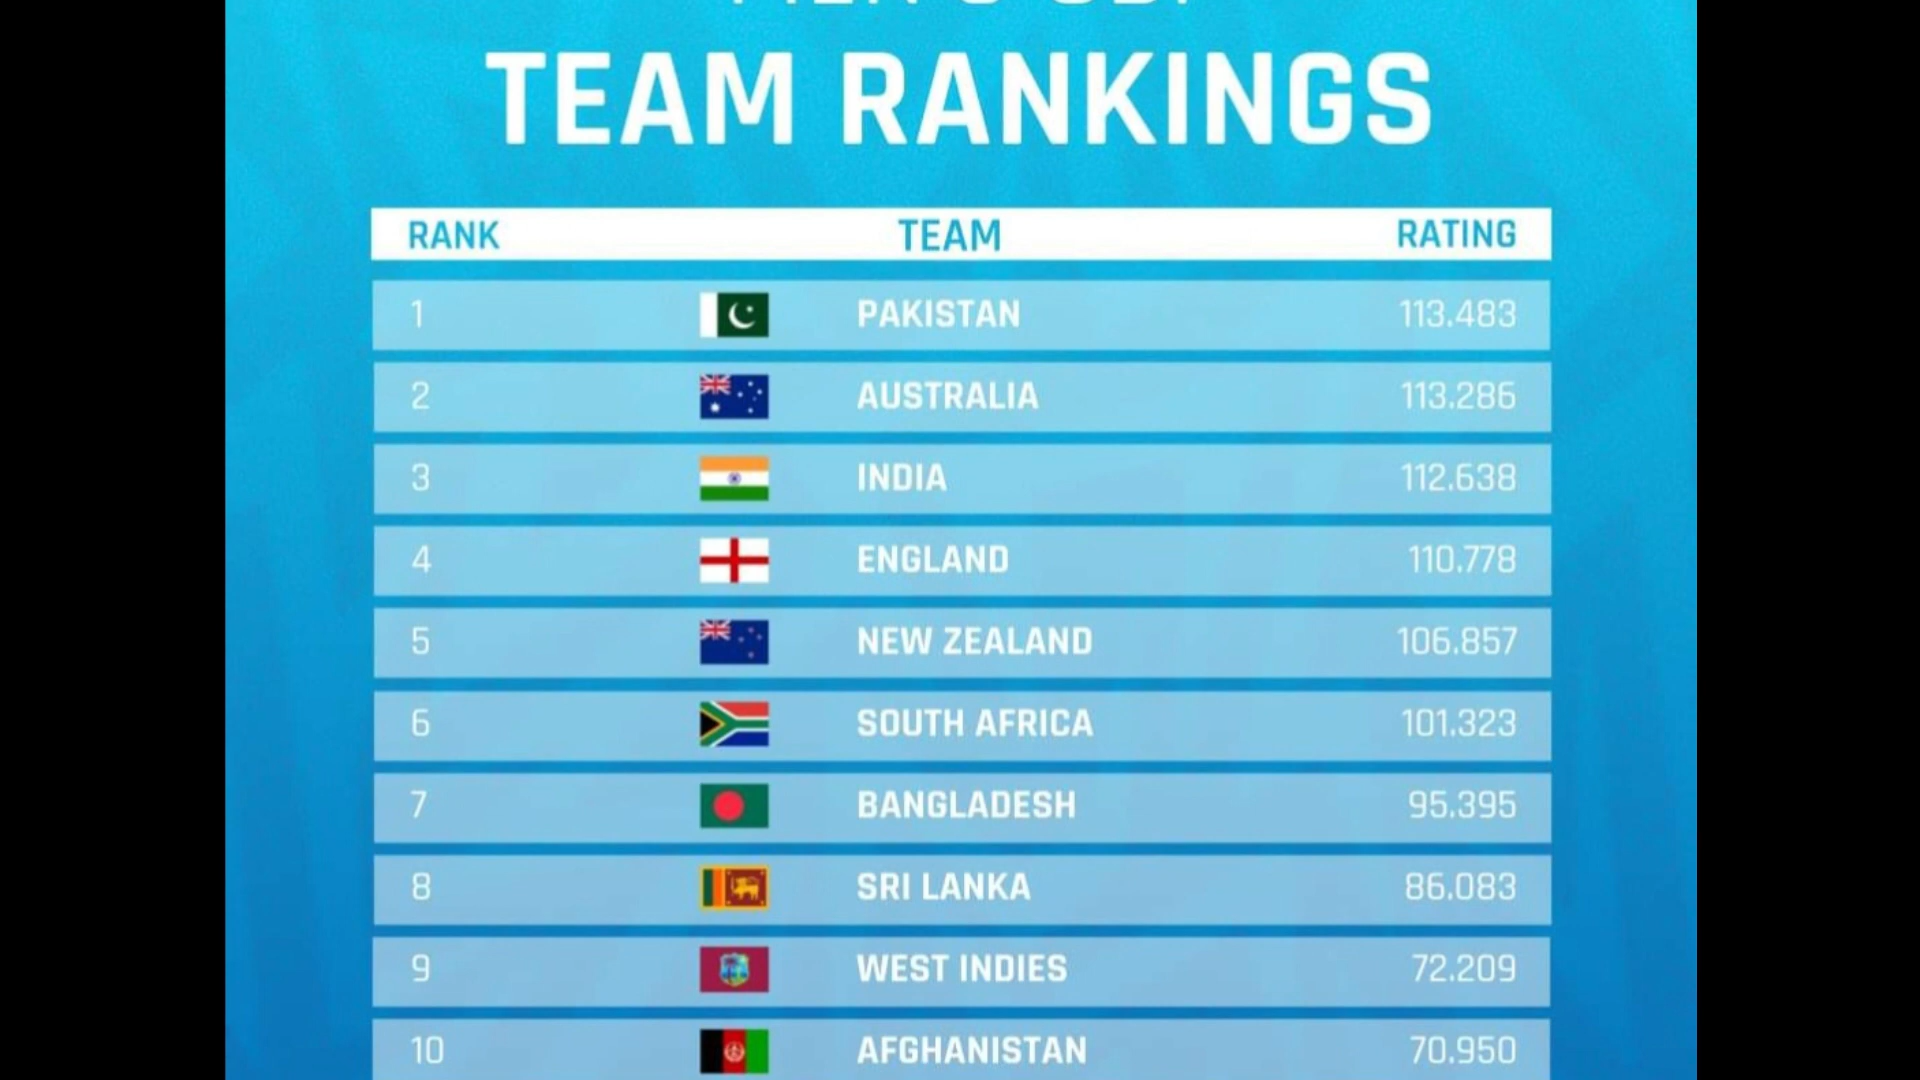 MEN'S ODI
TEAM RANKINGS
RANK TEAM RATING
1 PAKISTAN 113.483
2 AUSTRALIA 113.286
3 INDIA 112.638
4 ENGLAND 110.778
5 NEW ZEALAND 106.857
6 SOUTH AFRICA 101.323
7 BANGLADESH 95.395
8 SRI LANKA 86.083
9 WEST INDIES 72.209
10 AFGHANISTAN 70.950